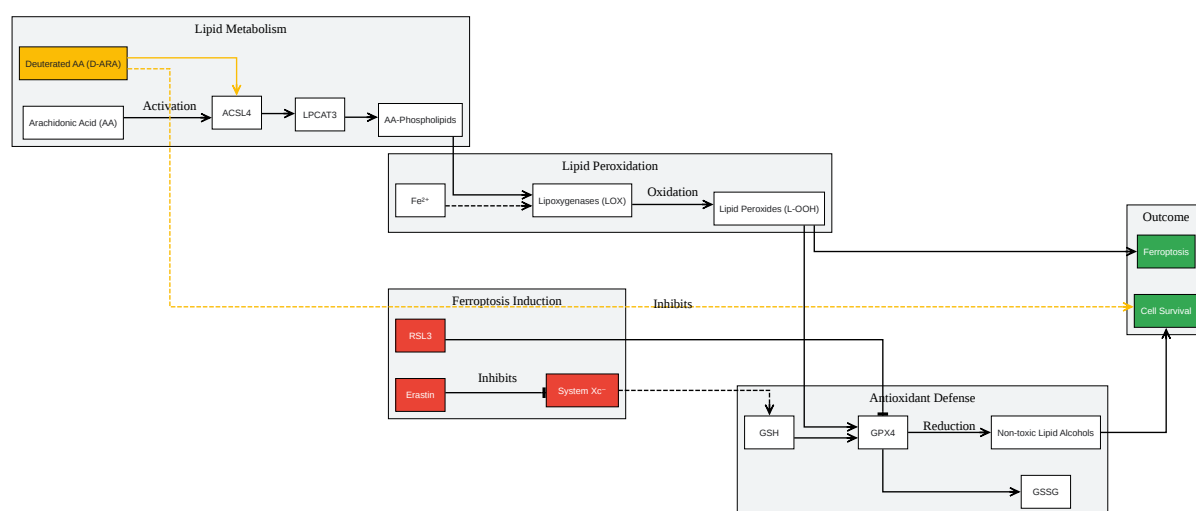 Lipid Metabolism
Deuterated AA (D-ARA)
Activation
Arachidonic Acid (AA)
ACSL4
LPCAT3
AA-Phospholipids
Lipid Peroxidation
Fe²⁺
Lipoxygenases (LOX)
Oxidation
Lipid Peroxides (L-OOH)
Outcome
Ferroptosis
Cell Survival
Ferroptosis Induction
Inhibits
RSL3
Erastin
Inhibits
System Xc⁻
Antioxidant Defense
GSH
GPX4
Reduction
Non-toxic Lipid Alcohols
GSSG